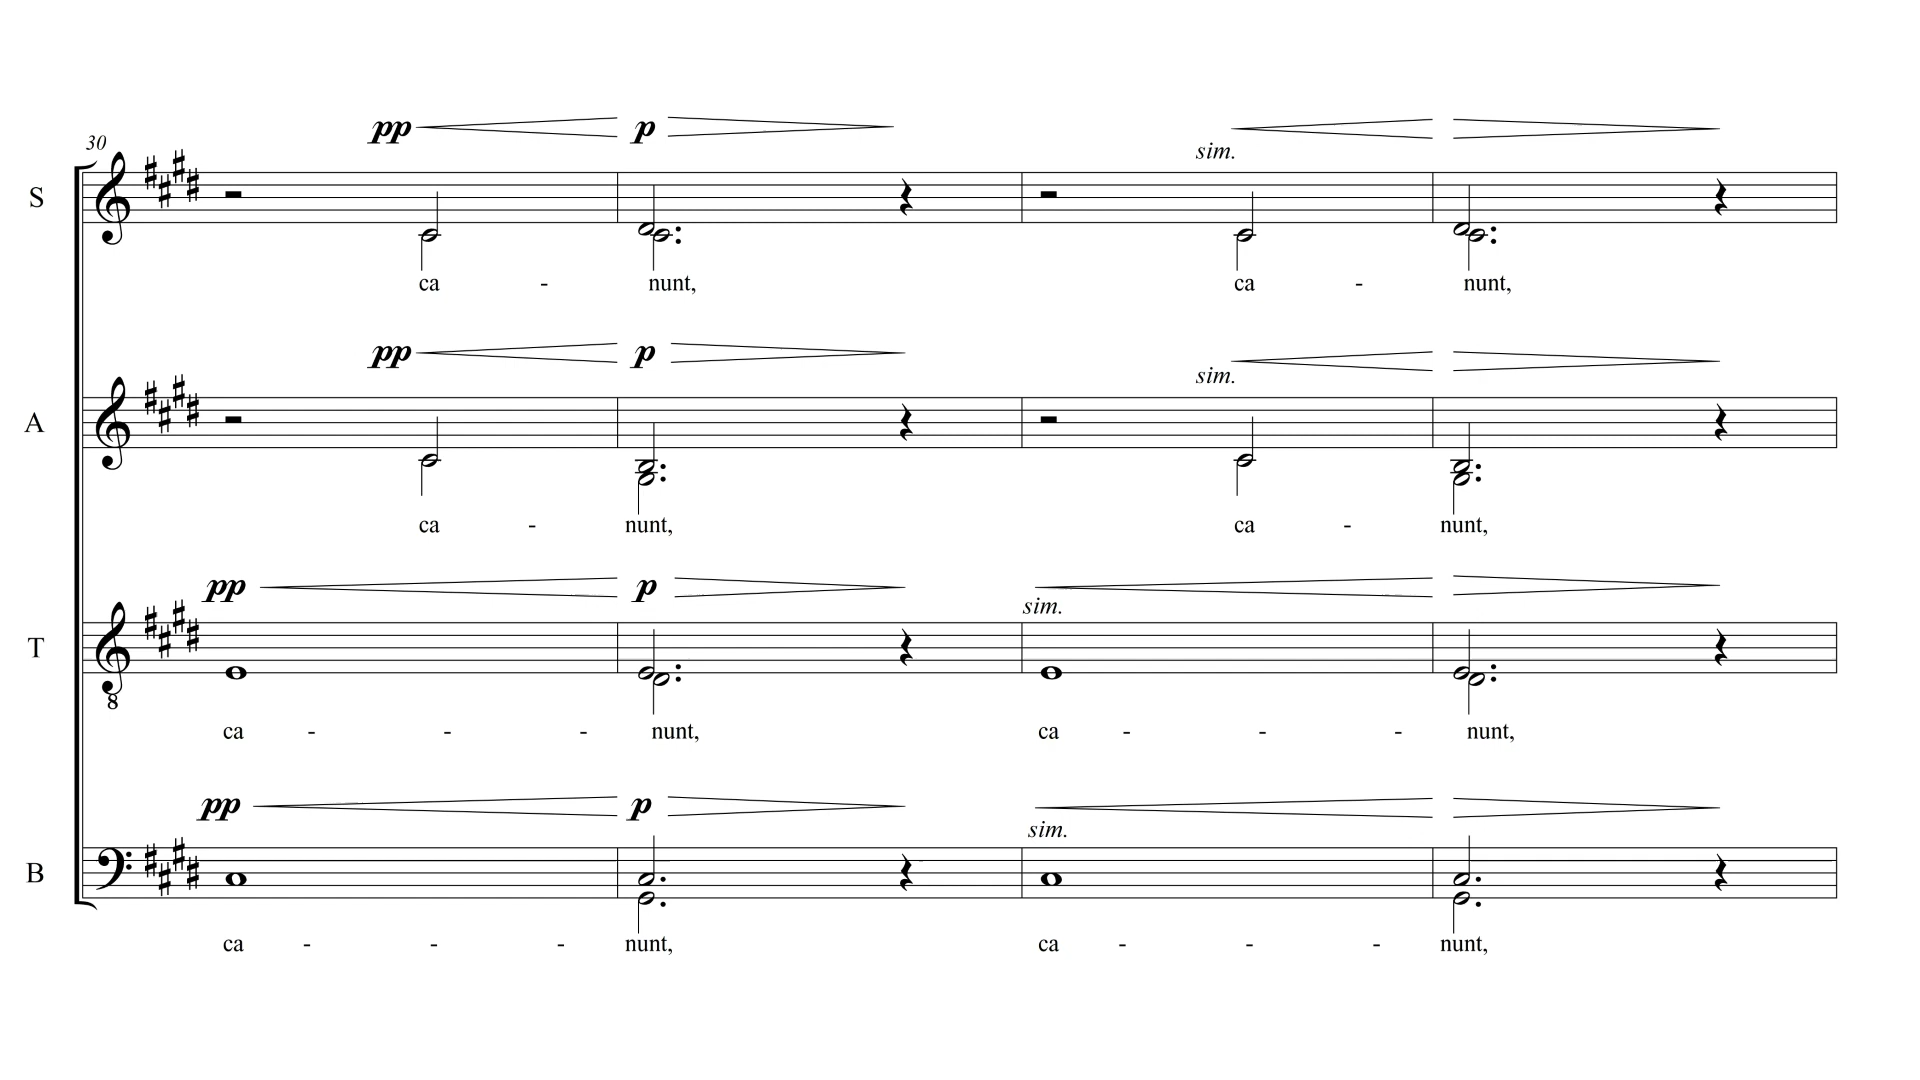 30
pp p sim.
S
ca - nunt, ca - nunt,
pp p sim.
A
ca - nunt, ca - nunt,
pp p sim.
T
8
ca - - - nunt, ca - - - nunt,
pp p sim.
B
ca - - - nunt, ca - - - nunt,